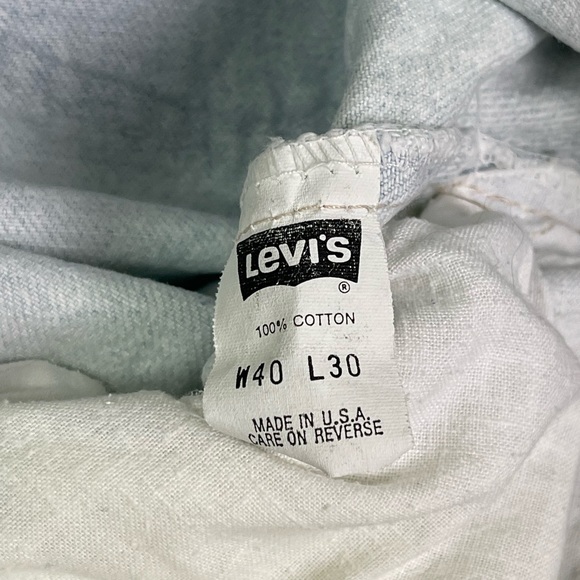 Levi's
®
100% COTTON
W40 L30
MADE IN U.S.A.
CARE ON REVERSE